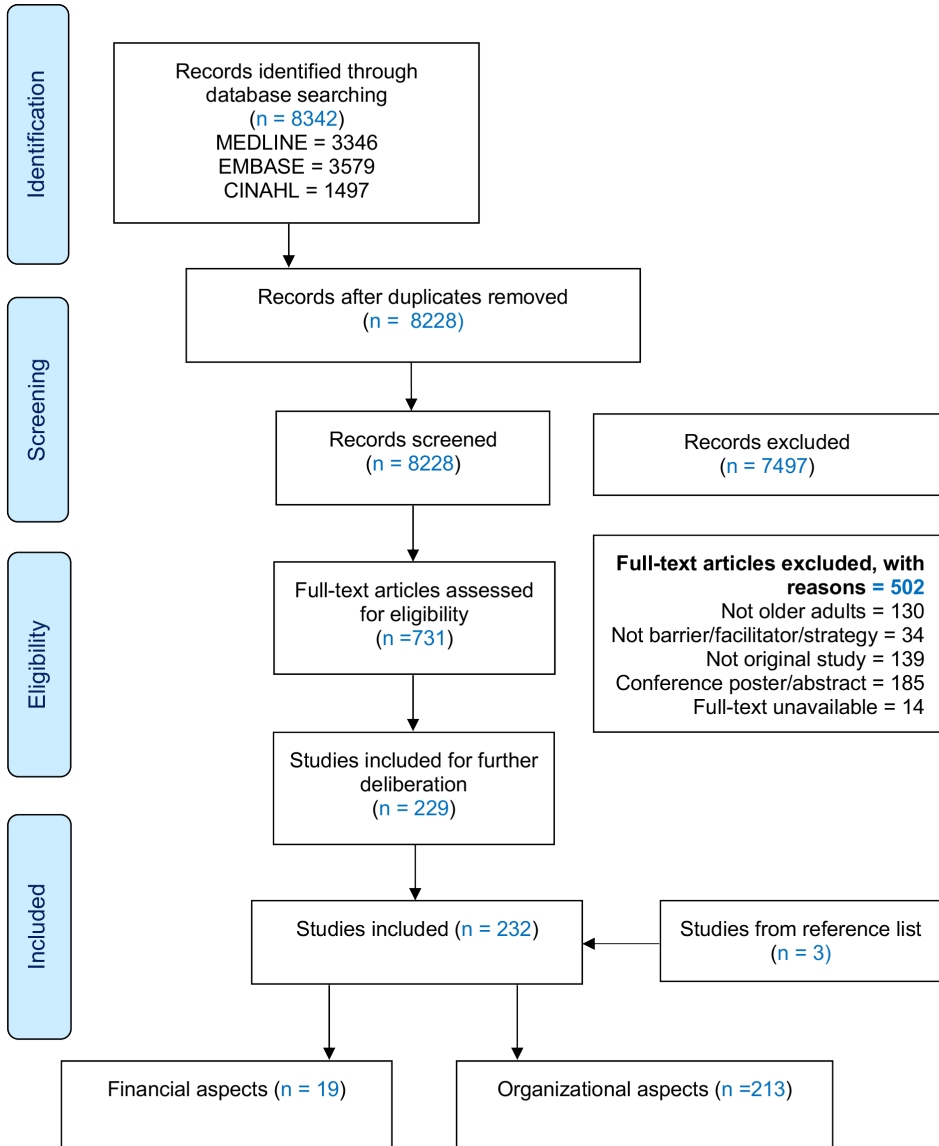 Identification
Records identified through
database searching
(n = 8342)
MEDLINE = 3346
EMBASE = 3579
CINAHL = 1497
Records after duplicates removed
(n =  8228)
Screening
Records screened
(n = 8228)
Records excluded
(n = 7497)
Eligibility
Full-text articles assessed
for eligibility
(n =731)
Full-text articles excluded, with
reasons = 502
Not older adults = 130
Not barrier/facilitator/strategy = 34
Not original study = 139
Conference poster/abstract = 185
Full-text unavailable = 14
Studies included for further
deliberation
(n = 229)
Included
Studies included (n = 232)
Studies from reference list
(n = 3)
Financial aspects (n = 19)
Organizational aspects (n =213)